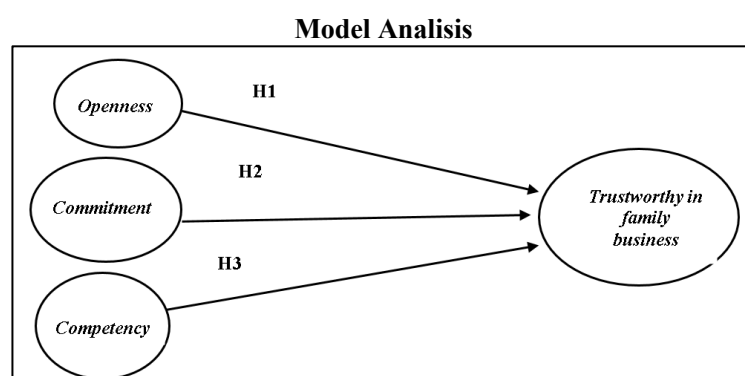 Model Analisis
H1
Openness
H2
Commitment
Trustworthy in
family
business
H3
Competency